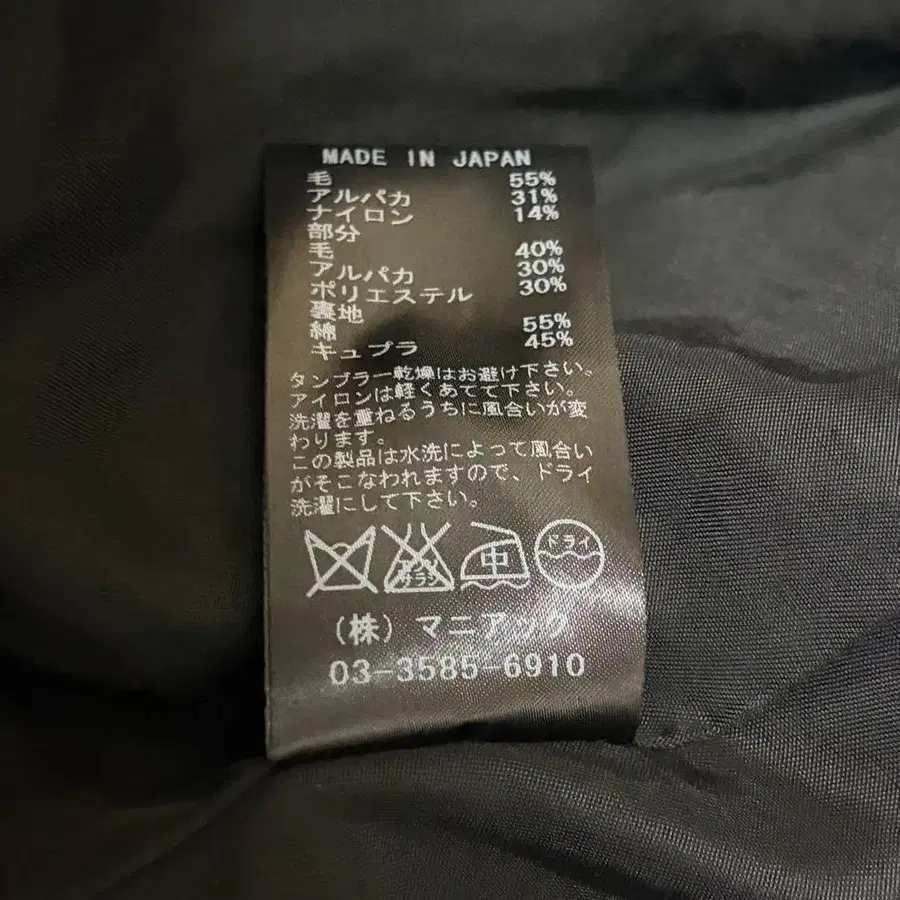 MADE IN JAPAN
毛 55%
アルパカ 31%
ナイロン 14%
部分
毛 40%
アルパカ 30%
ポリエステル 30%
裏地
綿 55%
キュプラ 45%
タンブラー乾燥はお避け下さい。
アイロンは軽くあてて下さい。
洗濯を重ねるうちに風合いが変
わります。
この製品は水洗によって風合い
がそこなわれますので、ドライ
洗濯にして下さい。
エンソ
サラシ
中
ドライ
(株) マニアック
03-3585-6910